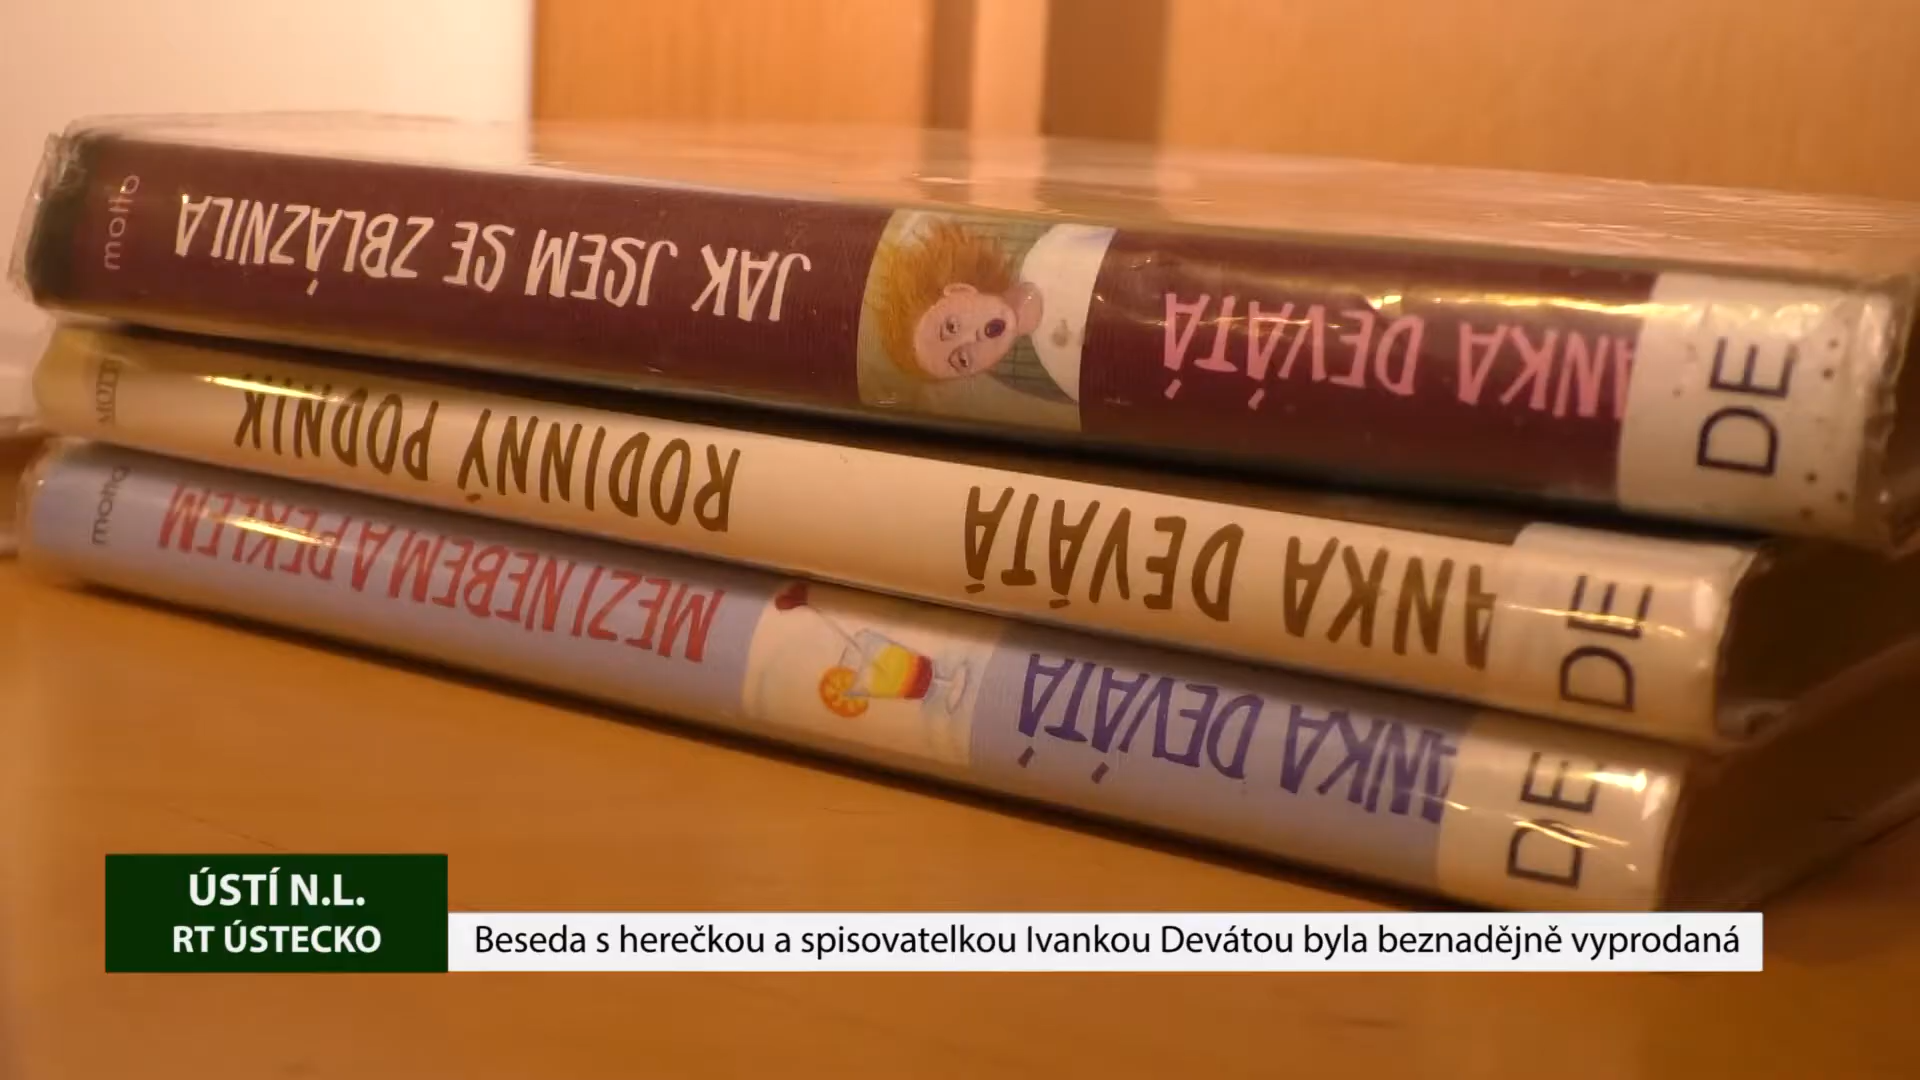 motto
JAK JSEM SE ZBLÁZNILA
ANKA DEVÁTÁ
DE
MOTTO
RODINNÝ PODNIK
ANKA DEVÁTÁ
DE
motto
MEZI NEBEM A PEKLEM
ANKA DEVÁTÁ
DE
ÚSTÍ N.L.
RT ÚSTECKO
Beseda s herečkou a spisovatelkou Ivankou Devátou byla beznadějně vyprodaná